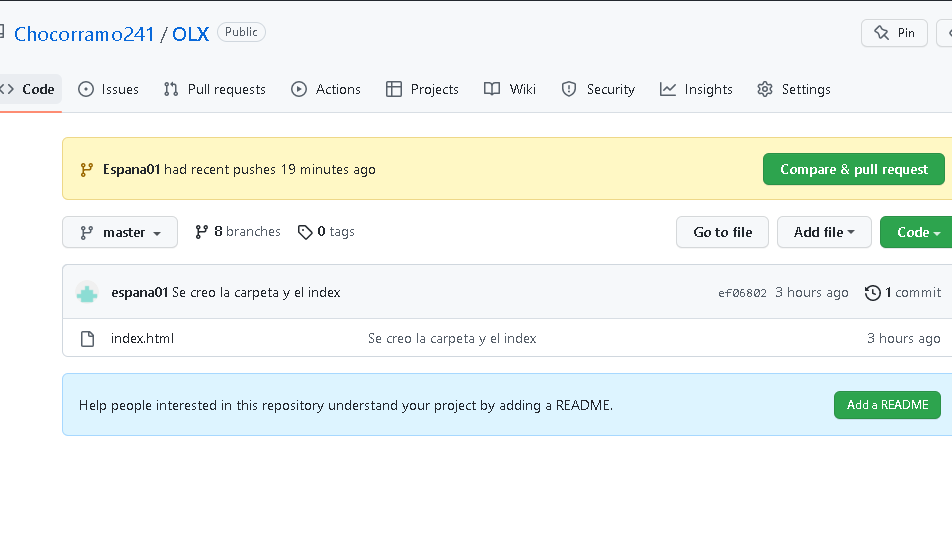 Chocorramo241 / OLX Public Pin
Code Issues Pull requests Actions Projects Wiki Security Insights Settings
Espana01 had recent pushes 19 minutes ago Compare & pull request
master 8 branches 0 tags Go to file Add file Code
espana01 Se creo la carpeta y el index ef06802 3 hours ago 1 commit
index.html Se creo la carpeta y el index 3 hours ago
Help people interested in this repository understand your project by adding a README. Add a README